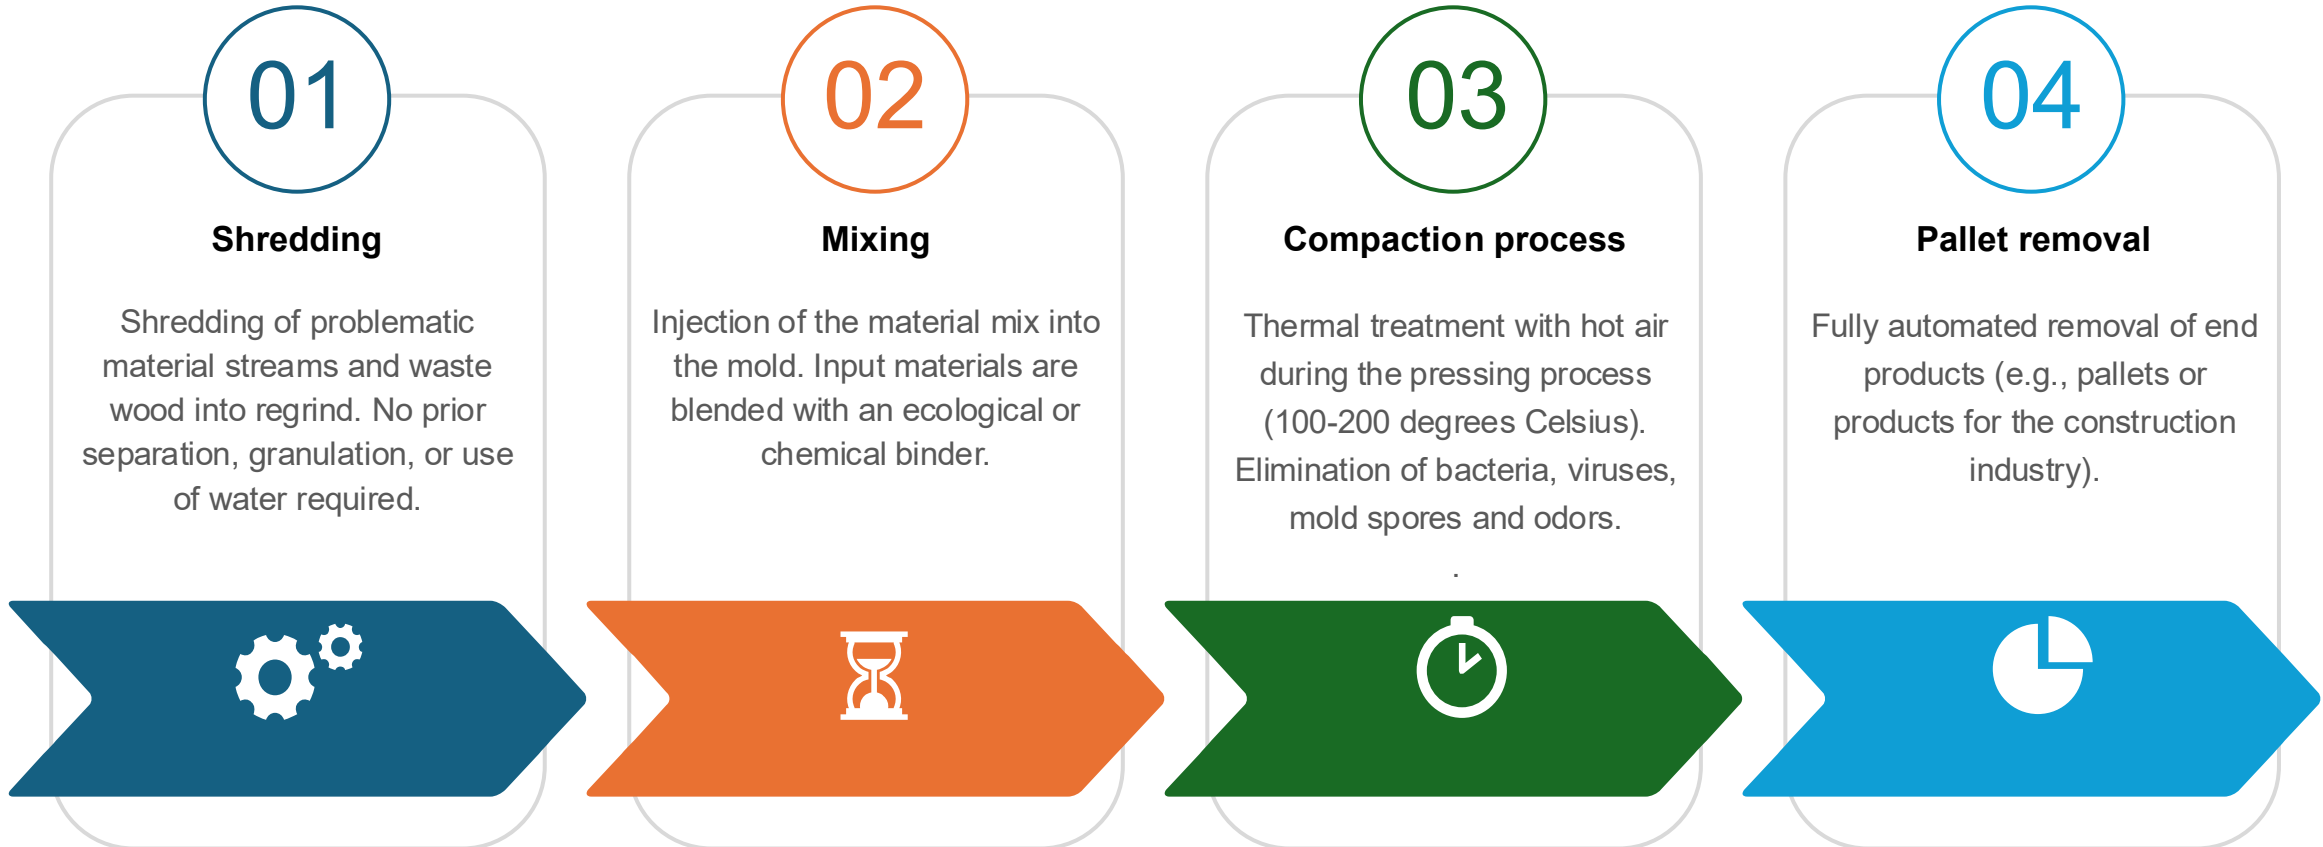 01
Shredding
Shredding of problematic
material streams and waste
wood into regrind. No prior
separation, granulation, or use
of water required.
02
Mixing
Injection of the material mix into
the mold. Input materials are
blended with an ecological or
chemical binder.
03
Compaction process
Thermal treatment with hot air
during the pressing process
(100-200 degrees Celsius).
Elimination of bacteria, viruses,
mold spores and odors.
.
04
Pallet removal
Fully automated removal of end
products (e.g., pallets or
products for the construction
industry).